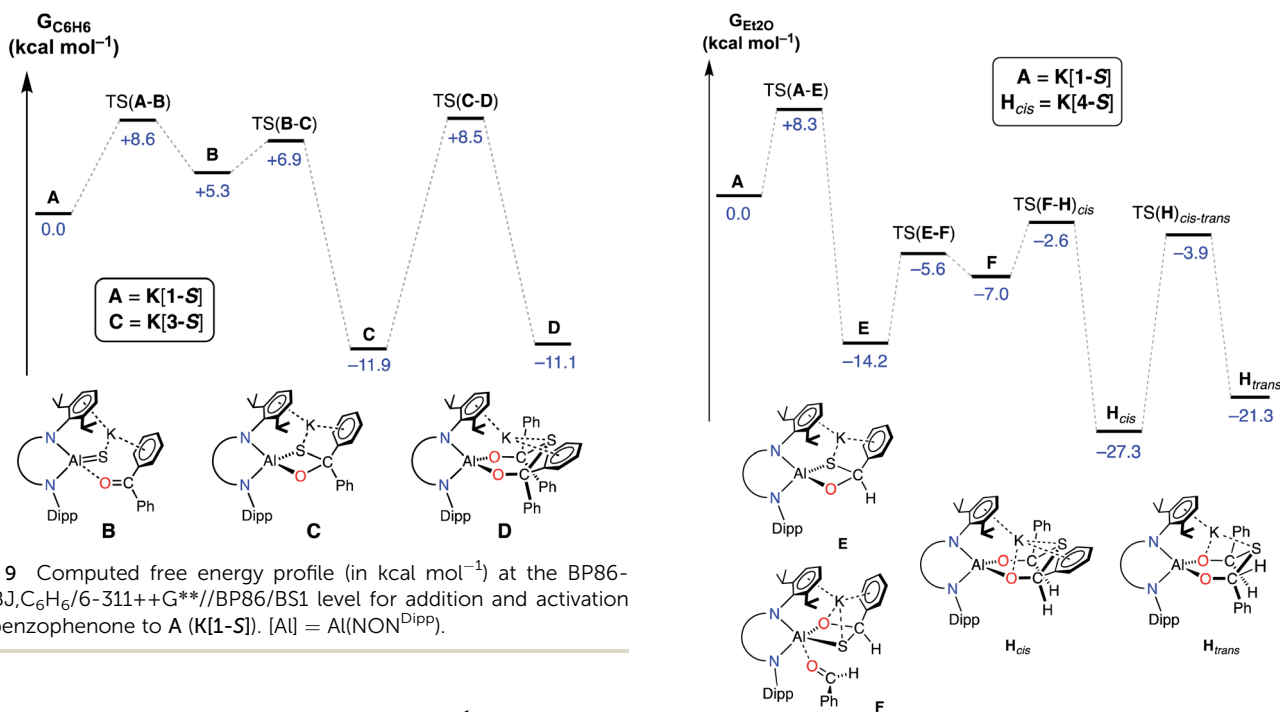 G_C6H6
(kcal mol⁻¹)
TS(A-B)
+8.6
B
+5.3
TS(B-C)
+6.9
TS(C-D)
+8.5
A
0.0
A = K[1-S]
C = K[3-S]
C
−11.9
D
−11.1
N
Al
S
K
O
C
Ph
N
Dipp
B
N
Al
S
K
O
C
Ph
N
Dipp
C
N
Al
K
S
O
C
Ph
O
C
Ph
Ph
N
Dipp
D
9 Computed free energy profile (in kcal mol⁻¹) at the BP86-
BJ,C₆H₆/6-311++G**//BP86/BS1 level for addition and activation
benzophenone to A (K[1-S]). [Al] = Al(NON^Dipp).
G_Et2O
(kcal mol⁻¹)
A = K[1-S]
H_cis = K[4-S]
TS(A-E)
+8.3
A
0.0
E
−14.2
TS(E-F)
−5.6
F
−7.0
TS(F-H)_cis
−2.6
H_cis
−27.3
TS(H)_cis-trans
−3.9
H_trans
−21.3
N
Al
S
K
O
C
H
N
Dipp
E
N
Al
O
K
C
H
S
N
O
C
H
Ph
Dipp
F
N
Al
K
Ph
S
O
C
O
C
H
H
N
Dipp
H_cis
N
Al
K
Ph
S
O
C
H
O
C
H
Ph
N
Dipp
H_trans